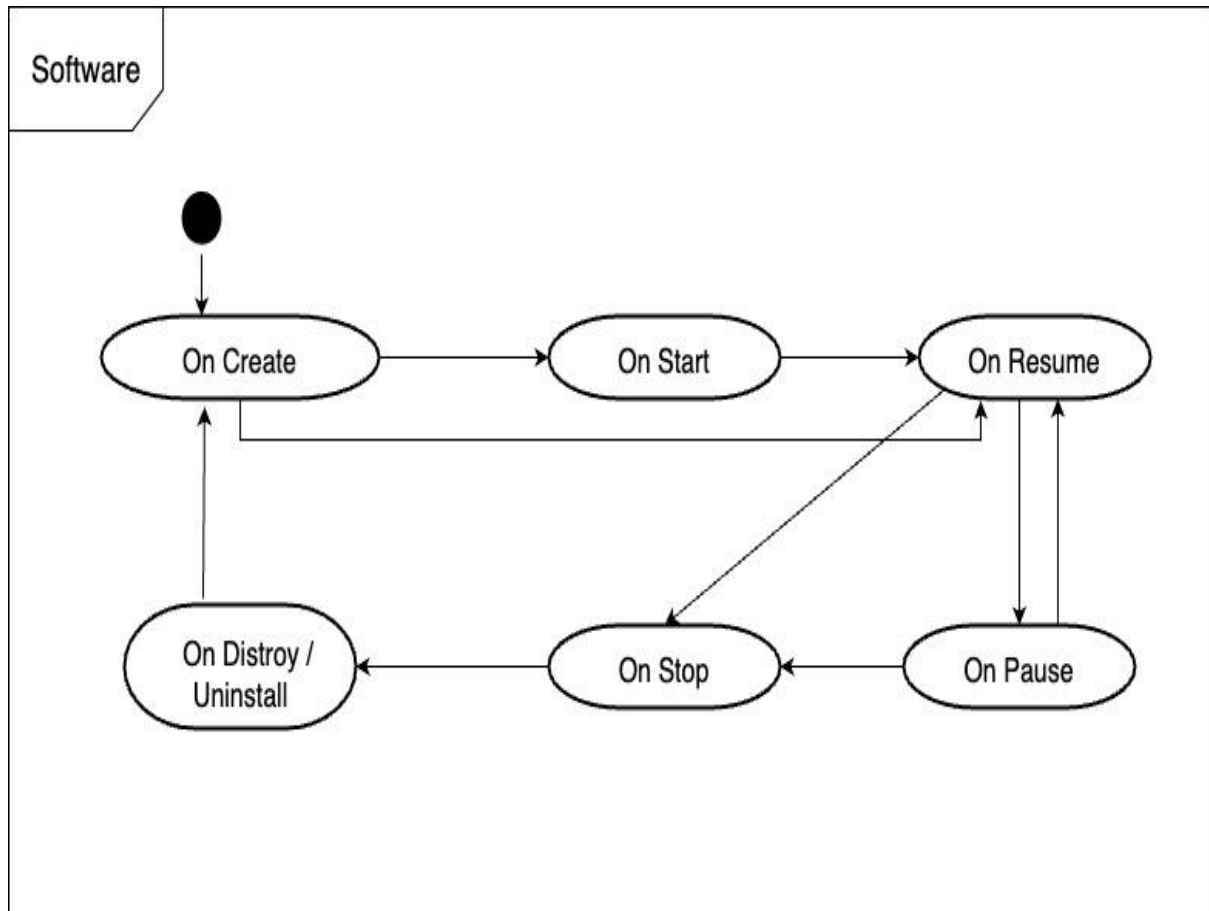 Software
On Create
On Start
On Resume
On Distroy /
Uninstall
On Stop
On Pause